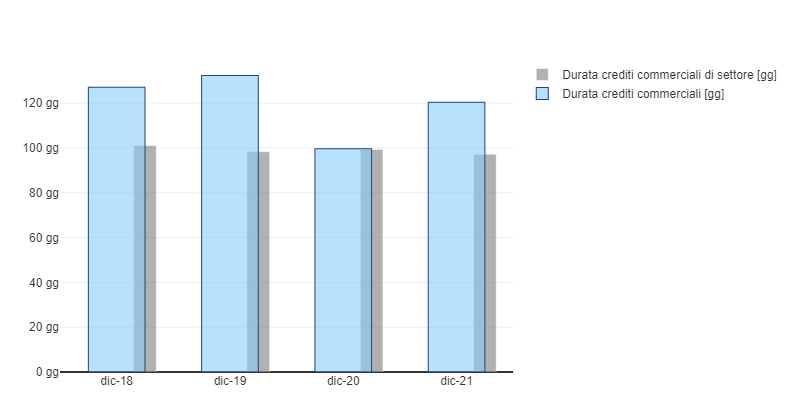 Durata crediti commerciali di settore [gg]
Durata crediti commerciali [gg]
120 gg
100 gg
80 gg
60 gg
40 gg
20 gg
0 gg
dic-18 dic-19 dic-20 dic-21